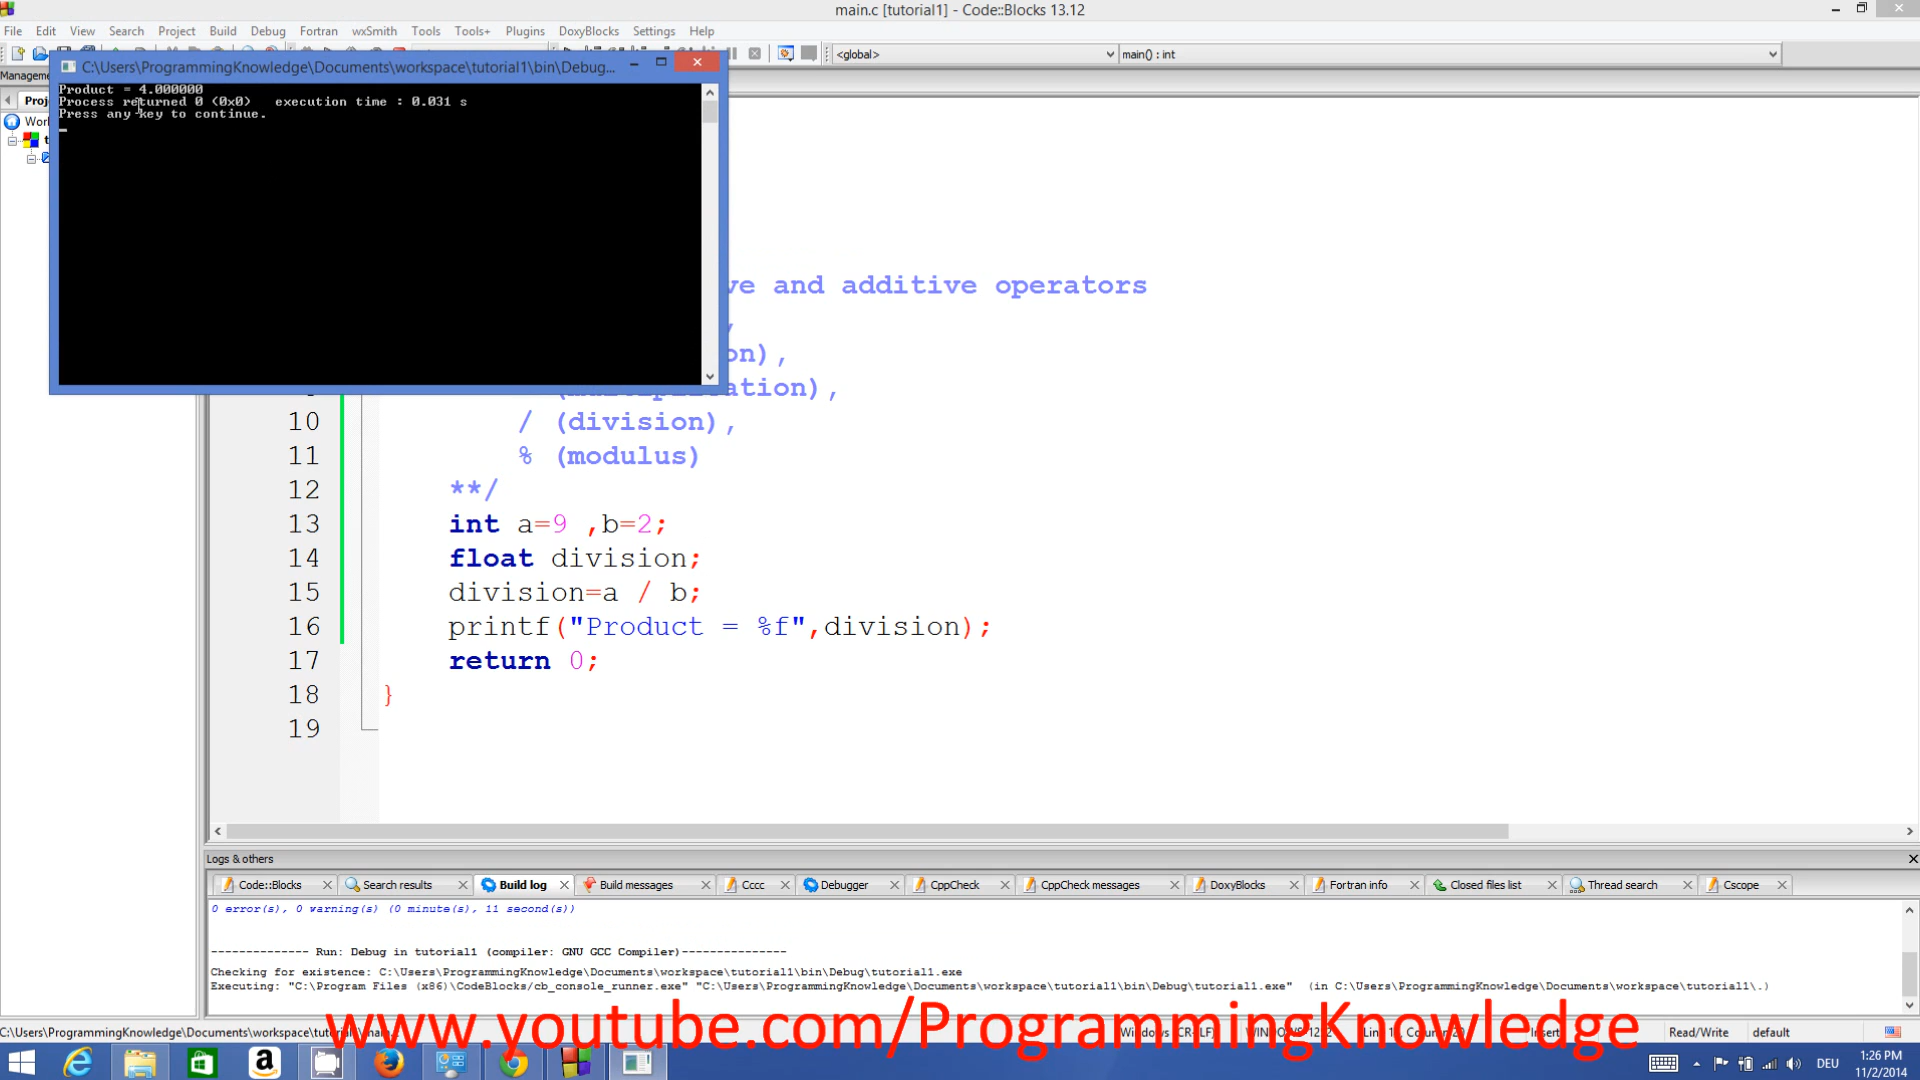 main.c [tutorial1] - Code::Blocks 13.12
File Edit View Search Project Build Debug Fortran wxSmith Tools Tools+ Plugins DoxyBlocks Settings Help
<global>
main() : int
C:\Users\ProgrammingKnowledge\Documents\workspace\tutorial1\bin\Debug...
Product = 4.000000
Process returned 0 (0x0)   execution time : 0.031 s
Press any key to continue.
ve and additive operators
on),
ation),
10 / (division),
11 % (modulus)
12 **/
13 int a=9 ,b=2;
14 float division;
15 division=a / b;
16 printf("Product = %f",division);
17 return 0;
18 }
19
Logs & others
Code::Blocks Search results Build log Build messages Cccc Debugger CppCheck CppCheck messages DoxyBlocks Fortran info Closed files list Thread search Cscope
0 error(s), 0 warning(s) (0 minute(s), 11 second(s))
-------------- Run: Debug in tutorial1 (compiler: GNU GCC Compiler)---------------
Checking for existence: C:\Users\ProgrammingKnowledge\Documents\workspace\tutorial1\bin\Debug\tutorial1.exe
Executing: "C:\Program Files (x86)\CodeBlocks/cb_console_runner.exe" "C:\Users\ProgrammingKnowledge\Documents\workspace\tutorial1\bin\Debug\tutorial1.exe"  (in C:\Users\ProgrammingKnowledge\Documents\workspace\tutorial1\.)
Read/Write default
www.youtube.com/ProgrammingKnowledge
DEU
1:26 PM
11/2/2014